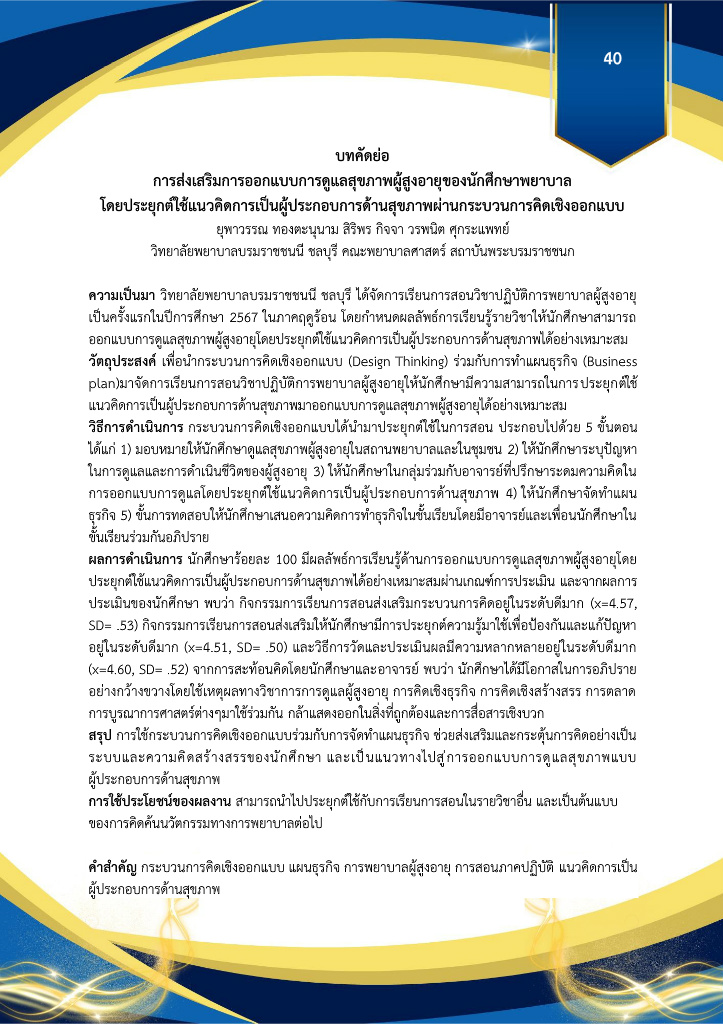 40
บทคัดย่อ
การส่งเสริมการออกแบบการดูแลสุขภาพผู้สูงอายุของนักศึกษาพยาบาล
โดยประยุกต์ใช้แนวคิดการเป็นผู้ประกอบการด้านสุขภาพผ่านกระบวนการคิดเชิงออกแบบ
ยุพาวรรณ ทองตะนุนาม สิริพร กิจจา วรพนิต ศุกระแพทย์
วิทยาลัยพยาบาลบรมราชชนนี ชลบุรี คณะพยาบาลศาสตร์ สถาบันพระบรมราชชนก
ความเป็นมา วิทยาลัยพยาบาลบรมราชชนนี ชลบุรี ได้จัดการเรียนการสอนวิชาปฏิบัติการพยาบาลผู้สูงอายุ
เป็นครั้งแรกในปีการศึกษา 2567 ในภาคฤดูร้อน โดยกำหนดผลลัพธ์การเรียนรู้รายวิชาให้นักศึกษาสามารถ
ออกแบบการดูแลสุขภาพผู้สูงอายุโดยประยุกต์ใช้แนวคิดการเป็นผู้ประกอบการด้านสุขภาพได้อย่างเหมาะสม
วัตถุประสงค์ เพื่อนำกระบวนการคิดเชิงออกแบบ (Design Thinking) ร่วมกับการทำแผนธุรกิจ (Business
plan)มาจัดการเรียนการสอนวิชาปฏิบัติการพยาบาลผู้สูงอายุให้นักศึกษามีความสามารถในการประยุกต์ใช้
แนวคิดการเป็นผู้ประกอบการด้านสุขภาพมาออกแบบการดูแลสุขภาพผู้สูงอายุได้อย่างเหมาะสม
วิธีการดำเนินการ กระบวนการคิดเชิงออกแบบได้นำมาประยุกต์ใช้ในการสอน ประกอบไปด้วย 5 ขั้นตอน
ได้แก่ 1) มอบหมายให้นักศึกษาดูแลสุขภาพผู้สูงอายุในสถานพยาบาลและในชุมชน 2) ให้นักศึกษาระบุปัญหา
ในการดูแลและการดำเนินชีวิตของผู้สูงอายุ 3) ให้นักศึกษาในกลุ่มร่วมกับอาจารย์ที่ปรึกษาระดมความคิดใน
การออกแบบการดูแลโดยประยุกต์ใช้แนวคิดการเป็นผู้ประกอบการด้านสุขภาพ 4) ให้นักศึกษาจัดทำแผน
ธุรกิจ 5) ขั้นการทดสอบให้นักศึกษาเสนอความคิดการทำธุรกิจในชั้นเรียนโดยมีอาจารย์และเพื่อนนักศึกษาใน
ชั้นเรียนร่วมกันอภิปราย
ผลการดำเนินการ นักศึกษาร้อยละ 100 มีผลลัพธ์การเรียนรู้ด้านการออกแบบการดูแลสุขภาพผู้สูงอายุโดย
ประยุกต์ใช้แนวคิดการเป็นผู้ประกอบการด้านสุขภาพได้อย่างเหมาะสมผ่านเกณฑ์การประเมิน และจากผลการ
ประเมินของนักศึกษา พบว่า กิจกรรมการเรียนการสอนส่งเสริมกระบวนการคิดอยู่ในระดับดีมาก (x=4.57,
SD= .53) กิจกรรมการเรียนการสอนส่งเสริมให้นักศึกษามีการประยุกต์ความรู้มาใช้เพื่อป้องกันและแก้ปัญหา
อยู่ในระดับดีมาก (x=4.51, SD= .50) และวิธีการวัดและประเมินผลมีความหลากหลายอยู่ในระดับดีมาก
(x=4.60, SD= .52) จากการสะท้อนคิดโดยนักศึกษาและอาจารย์ พบว่า นักศึกษาได้มีโอกาสในการอภิปราย
อย่างกว้างขวางโดยใช้เหตุผลทางวิชาการการดูแลผู้สูงอายุ การคิดเชิงธุรกิจ การคิดเชิงสร้างสรร การตลาด
การบูรณาการศาสตร์ต่างๆมาใช้ร่วมกัน กล้าแสดงออกในสิ่งที่ถูกต้องและการสื่อสารเชิงบวก
สรุป การใช้กระบวนการคิดเชิงออกแบบร่วมกับการจัดทำแผนธุรกิจ ช่วยส่งเสริมและกระตุ้นการคิดอย่างเป็น
ระบบและความคิดสร้างสรรของนักศึกษา และเป็นแนวทางไปสู่การออกแบบการดูแลสุขภาพแบบ
ผู้ประกอบการด้านสุขภาพ
การใช้ประโยชน์ของผลงาน สามารถนำไปประยุกต์ใช้กับการเรียนการสอนในรายวิชาอื่น และเป็นต้นแบบ
ของการคิดค้นนวัตกรรมทางการพยาบาลต่อไป
คำสำคัญ กระบวนการคิดเชิงออกแบบ แผนธุรกิจ การพยาบาลผู้สูงอายุ การสอนภาคปฏิบัติ แนวคิดการเป็น
ผู้ประกอบการด้านสุขภาพ